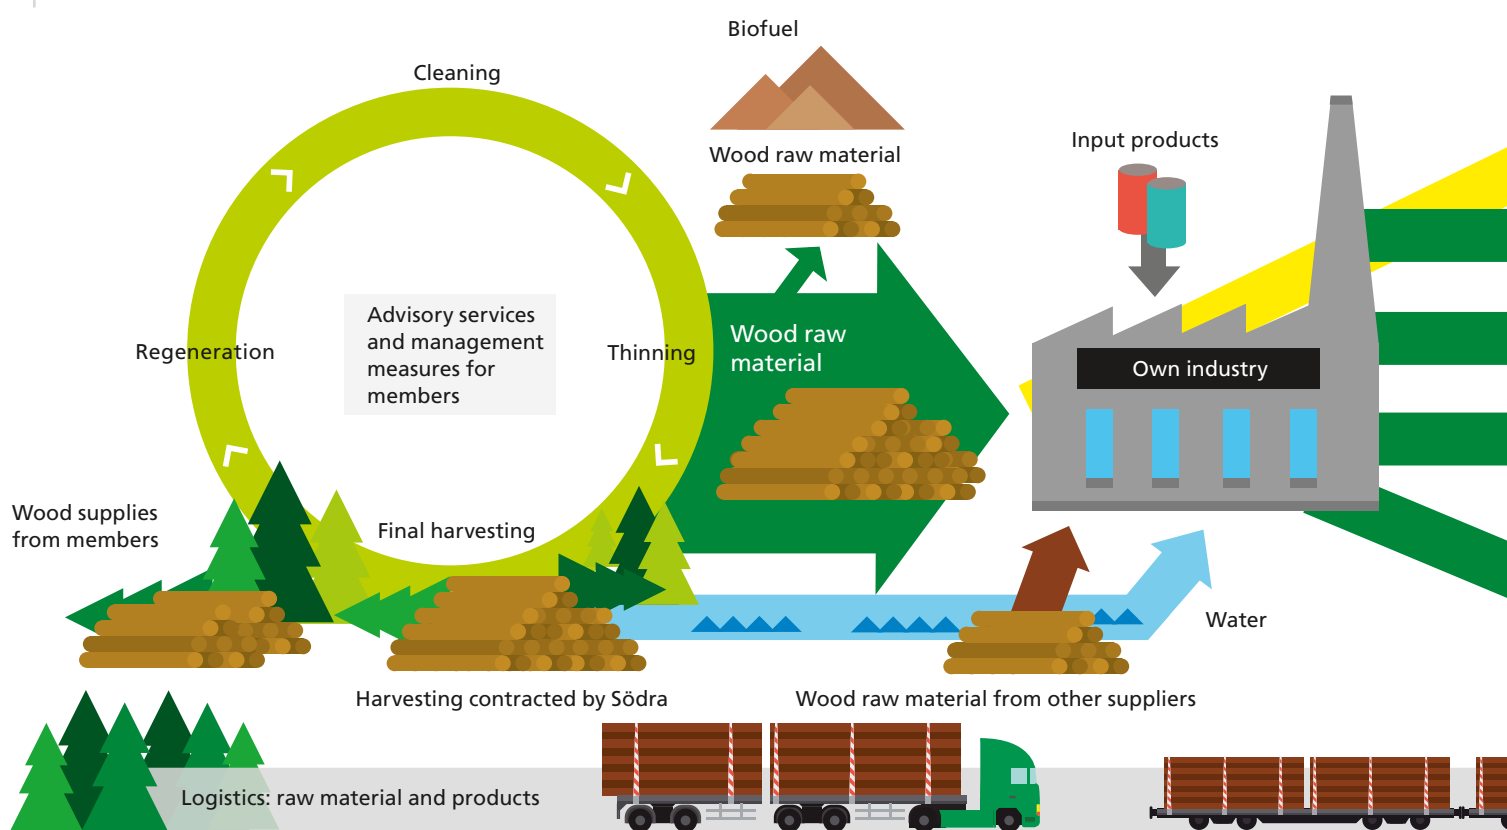 Biofuel
Cleaning
Input products
Wood raw material
Advisory services
and management
measures for
members
Regeneration
Thinning
Wood raw
material
Own industry
Wood supplies
from members
Final harvesting
Water
Harvesting contracted by Södra
Wood raw material from other suppliers
Logistics: raw material and products